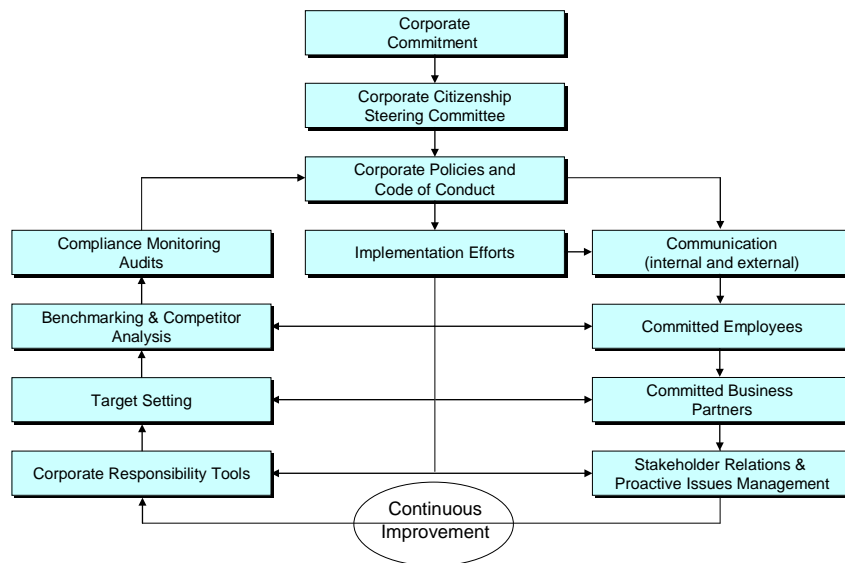 Corporate
Commitment
Corporate Citizenship
Steering Committee
Corporate Policies and
Code of Conduct
Compliance Monitoring
Audits
Implementation Efforts
Communication
(internal and external)
Benchmarking & Competitor
Analysis
Committed Employees
Target Setting
Committed Business
Partners
Corporate Responsibility Tools
Stakeholder Relations &
Proactive Issues Management
Continuous
Improvement